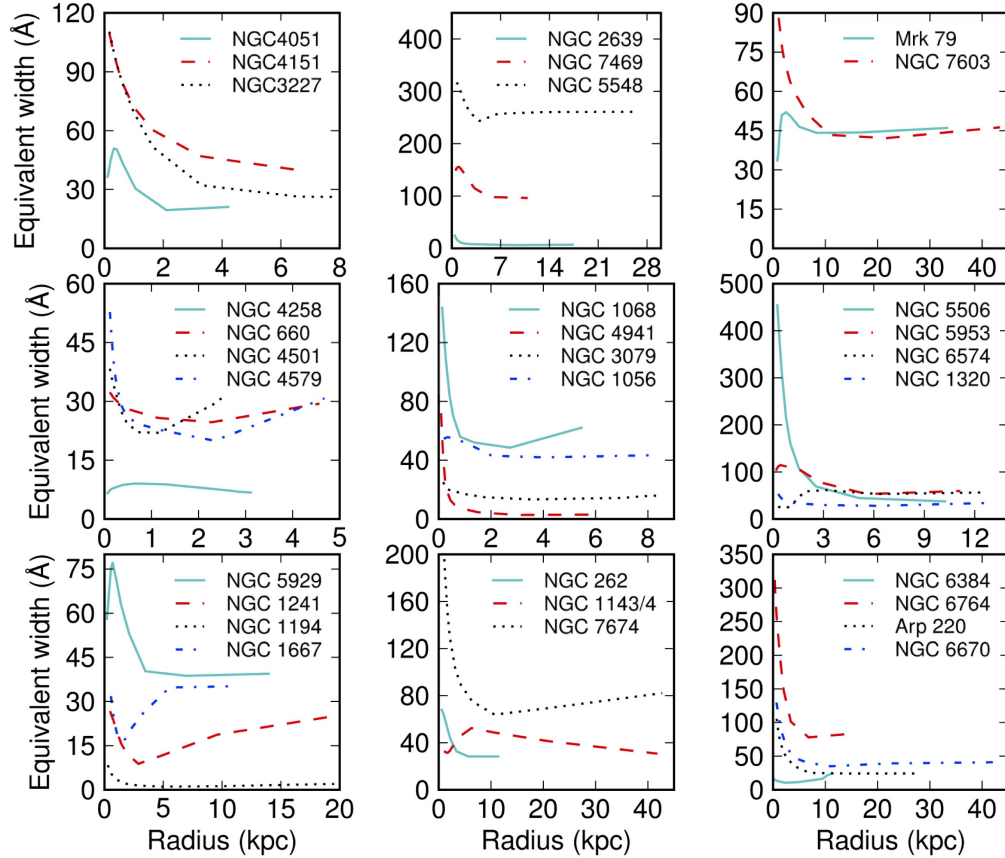 Equivalent width (Å)
120
90
60
30
0
NGC4051
NGC4151
NGC3227
0 2 4 6 8
400
300
200
100
0
NGC 2639
NGC 7469
NGC 5548
0 7 14 21 28
90
75
60
45
30
15
0
Mrk 79
NGC 7603
0 10 20 30 40
Equivalent width (Å)
60
45
30
15
0
NGC 4258
NGC 660
NGC 4501
NGC 4579
0 1 2 3 4 5
160
120
80
40
0
NGC 1068
NGC 4941
NGC 3079
NGC 1056
0 2 4 6 8
500
400
300
200
100
0
NGC 5506
NGC 5953
NGC 6574
NGC 1320
0 3 6 9 12
Equivalent width (Å)
75
60
45
30
15
0
NGC 5929
NGC 1241
NGC 1194
NGC 1667
0 5 10 15 20
Radius (kpc)
200
160
120
80
40
0
NGC 262
NGC 1143/4
NGC 7674
0 10 20 30 40
Radius (kpc)
350
300
250
200
150
100
50
0
NGC 6384
NGC 6764
Arp 220
NGC 6670
0 10 20 30 40
Radius (kpc)